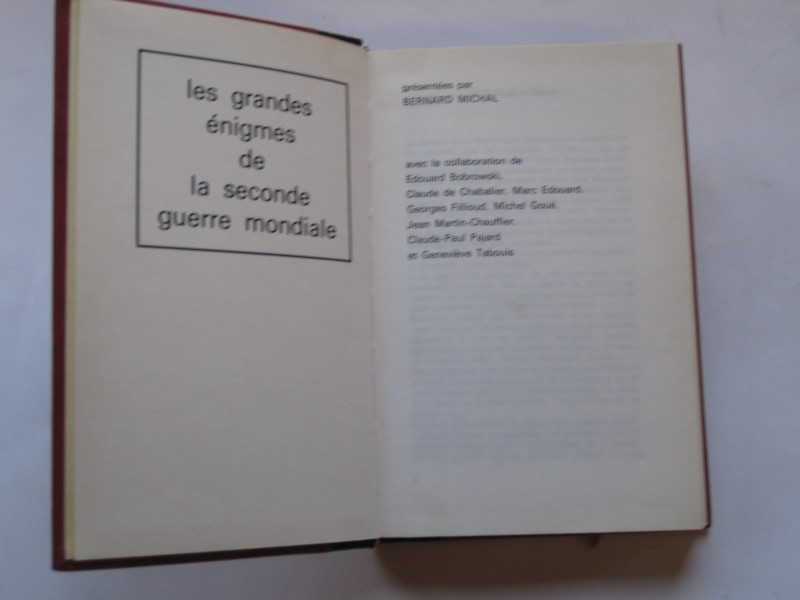 les grandes
énigmes
de
la seconde
guerre mondiale
présentées par
BERNARD MICHAL
avec la collaboration de
Edouard Bobrowski,
Claude de Chabalier, Marc Edouard,
Georges Fillioud, Michel Goué,
Jean Martin-Chauffier,
Claude-Paul Pajard
et Geneviève Tabouis